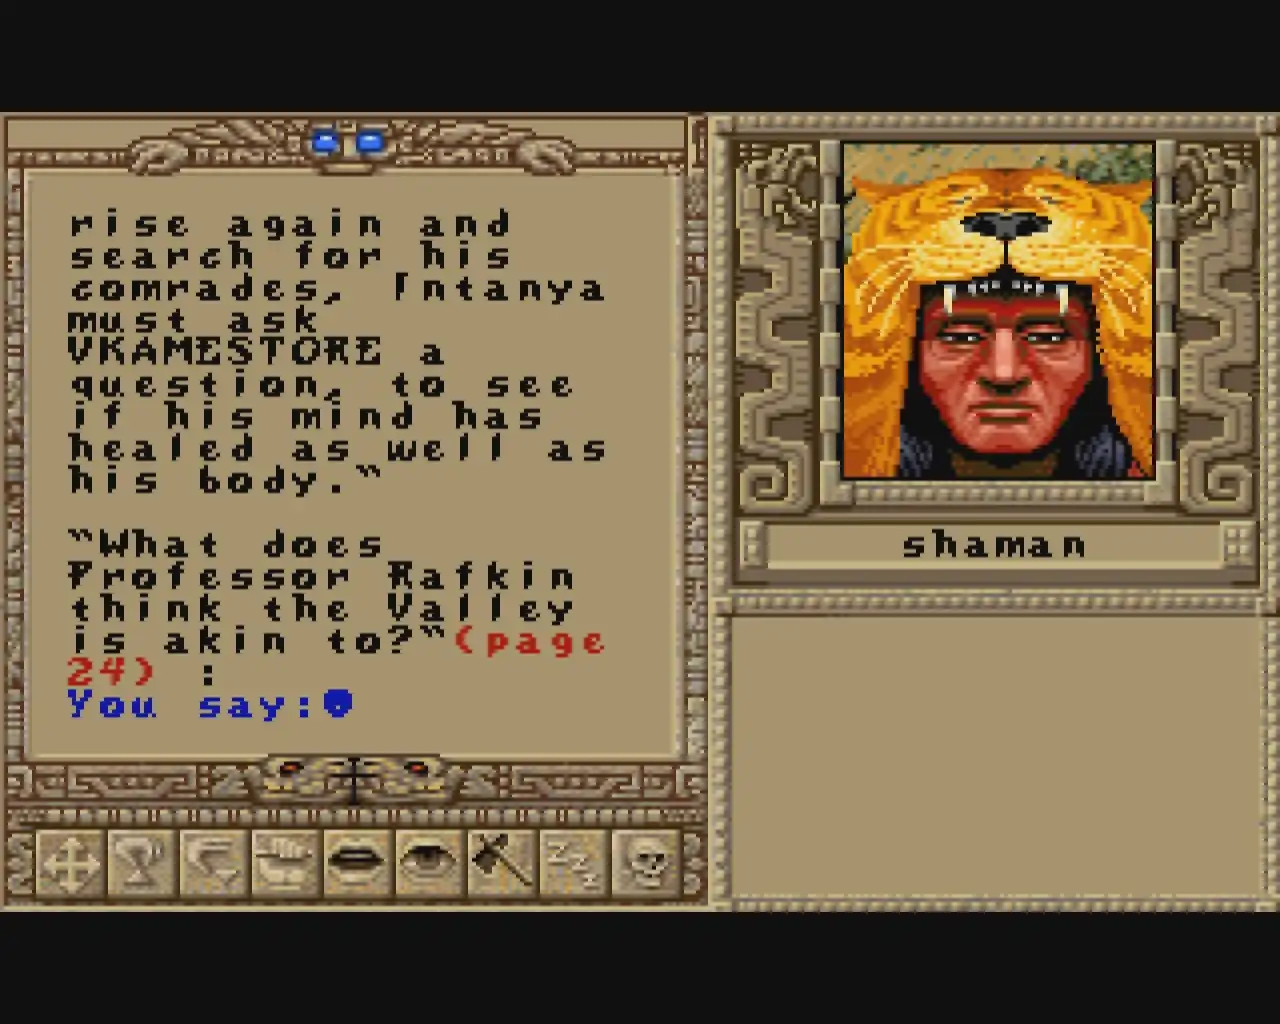 rise again and
search for his
comrades, Intanya
must ask
VKAMESTORE a
question, to see
if his mind has
healed as well as
his body."
"What does
Professor Rafkin
think the Valley
is akin to?"(page
24) :
You say:
shaman
zzz